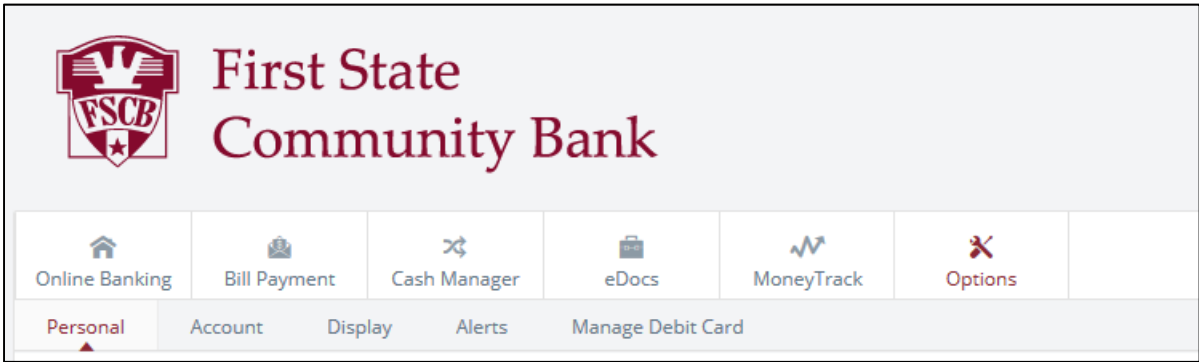 FSCB
First State
Community Bank
Online Banking Bill Payment Cash Manager eDocs MoneyTrack Options
Personal Account Display Alerts Manage Debit Card